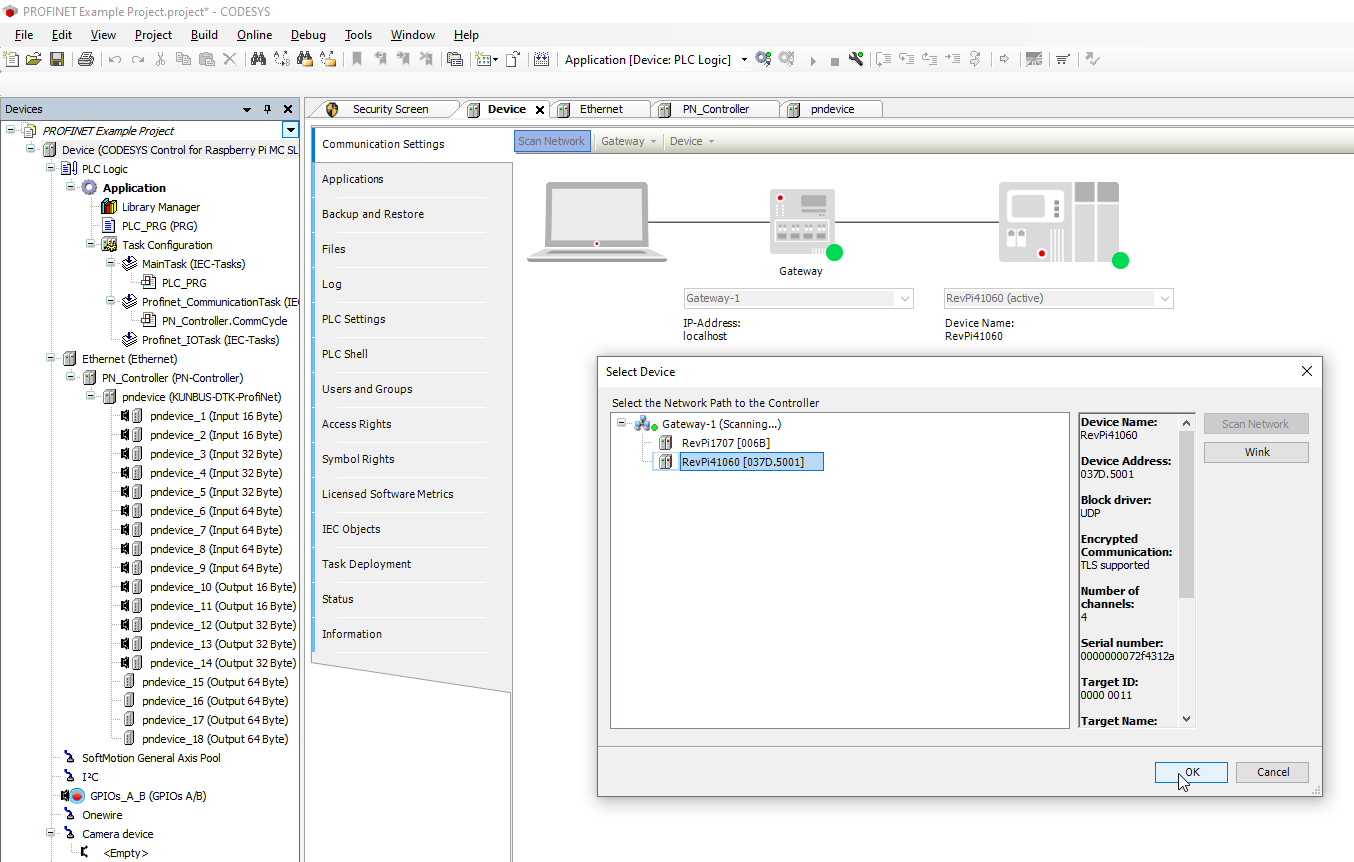 PROFINET Example Project.project* - CODESYS
File Edit View Project Build Online Debug Tools Window Help
Application [Device: PLC Logic]
Devices
PROFINET Example Project
Device (CODESYS Control for Raspberry Pi MC SL
PLC Logic
Application
Library Manager
PLC_PRG (PRG)
Task Configuration
MainTask (IEC-Tasks)
PLC_PRG
Profinet_CommunicationTask (IE
PN_Controller.CommCycle
Profinet_IOTask (IEC-Tasks)
Ethernet (Ethernet)
PN_Controller (PN-Controller)
pndevice (KUNBUS-DTK-ProfiNet)
pndevice_1 (Input 16 Byte)
pndevice_2 (Input 16 Byte)
pndevice_3 (Input 32 Byte)
pndevice_4 (Input 32 Byte)
pndevice_5 (Input 32 Byte)
pndevice_6 (Input 64 Byte)
pndevice_7 (Input 64 Byte)
pndevice_8 (Input 64 Byte)
pndevice_9 (Input 64 Byte)
pndevice_10 (Output 16 Byte)
pndevice_11 (Output 16 Byte)
pndevice_12 (Output 32 Byte)
pndevice_13 (Output 32 Byte)
pndevice_14 (Output 32 Byte)
pndevice_15 (Output 64 Byte)
pndevice_16 (Output 64 Byte)
pndevice_17 (Output 64 Byte)
pndevice_18 (Output 64 Byte)
SoftMotion General Axis Pool
I²C
GPIOs_A_B (GPIOs A/B)
Onewire
Camera device
<Empty>
Security Screen Device Ethernet PN_Controller pndevice
Communication Settings
Applications
Backup and Restore
Files
Log
PLC Settings
PLC Shell
Users and Groups
Access Rights
Symbol Rights
Licensed Software Metrics
IEC Objects
Task Deployment
Status
Information
Scan Network Gateway Device
Gateway
Gateway-1
IP-Address:
localhost
RevPi41060 (active)
Device Name:
RevPi41060
Select Device
Select the Network Path to the Controller
Gateway-1 (Scanning...)
RevPi1707 [006B]
RevPi41060 [037D.5001]
Device Name:
RevPi41060
Device Address:
037D.5001
Block driver:
UDP
Encrypted
Communication:
TLS supported
Number of
channels:
4
Serial number:
0000000072f4312a
Target ID:
0000 0011
Target Name:
Scan Network
Wink
OK
Cancel